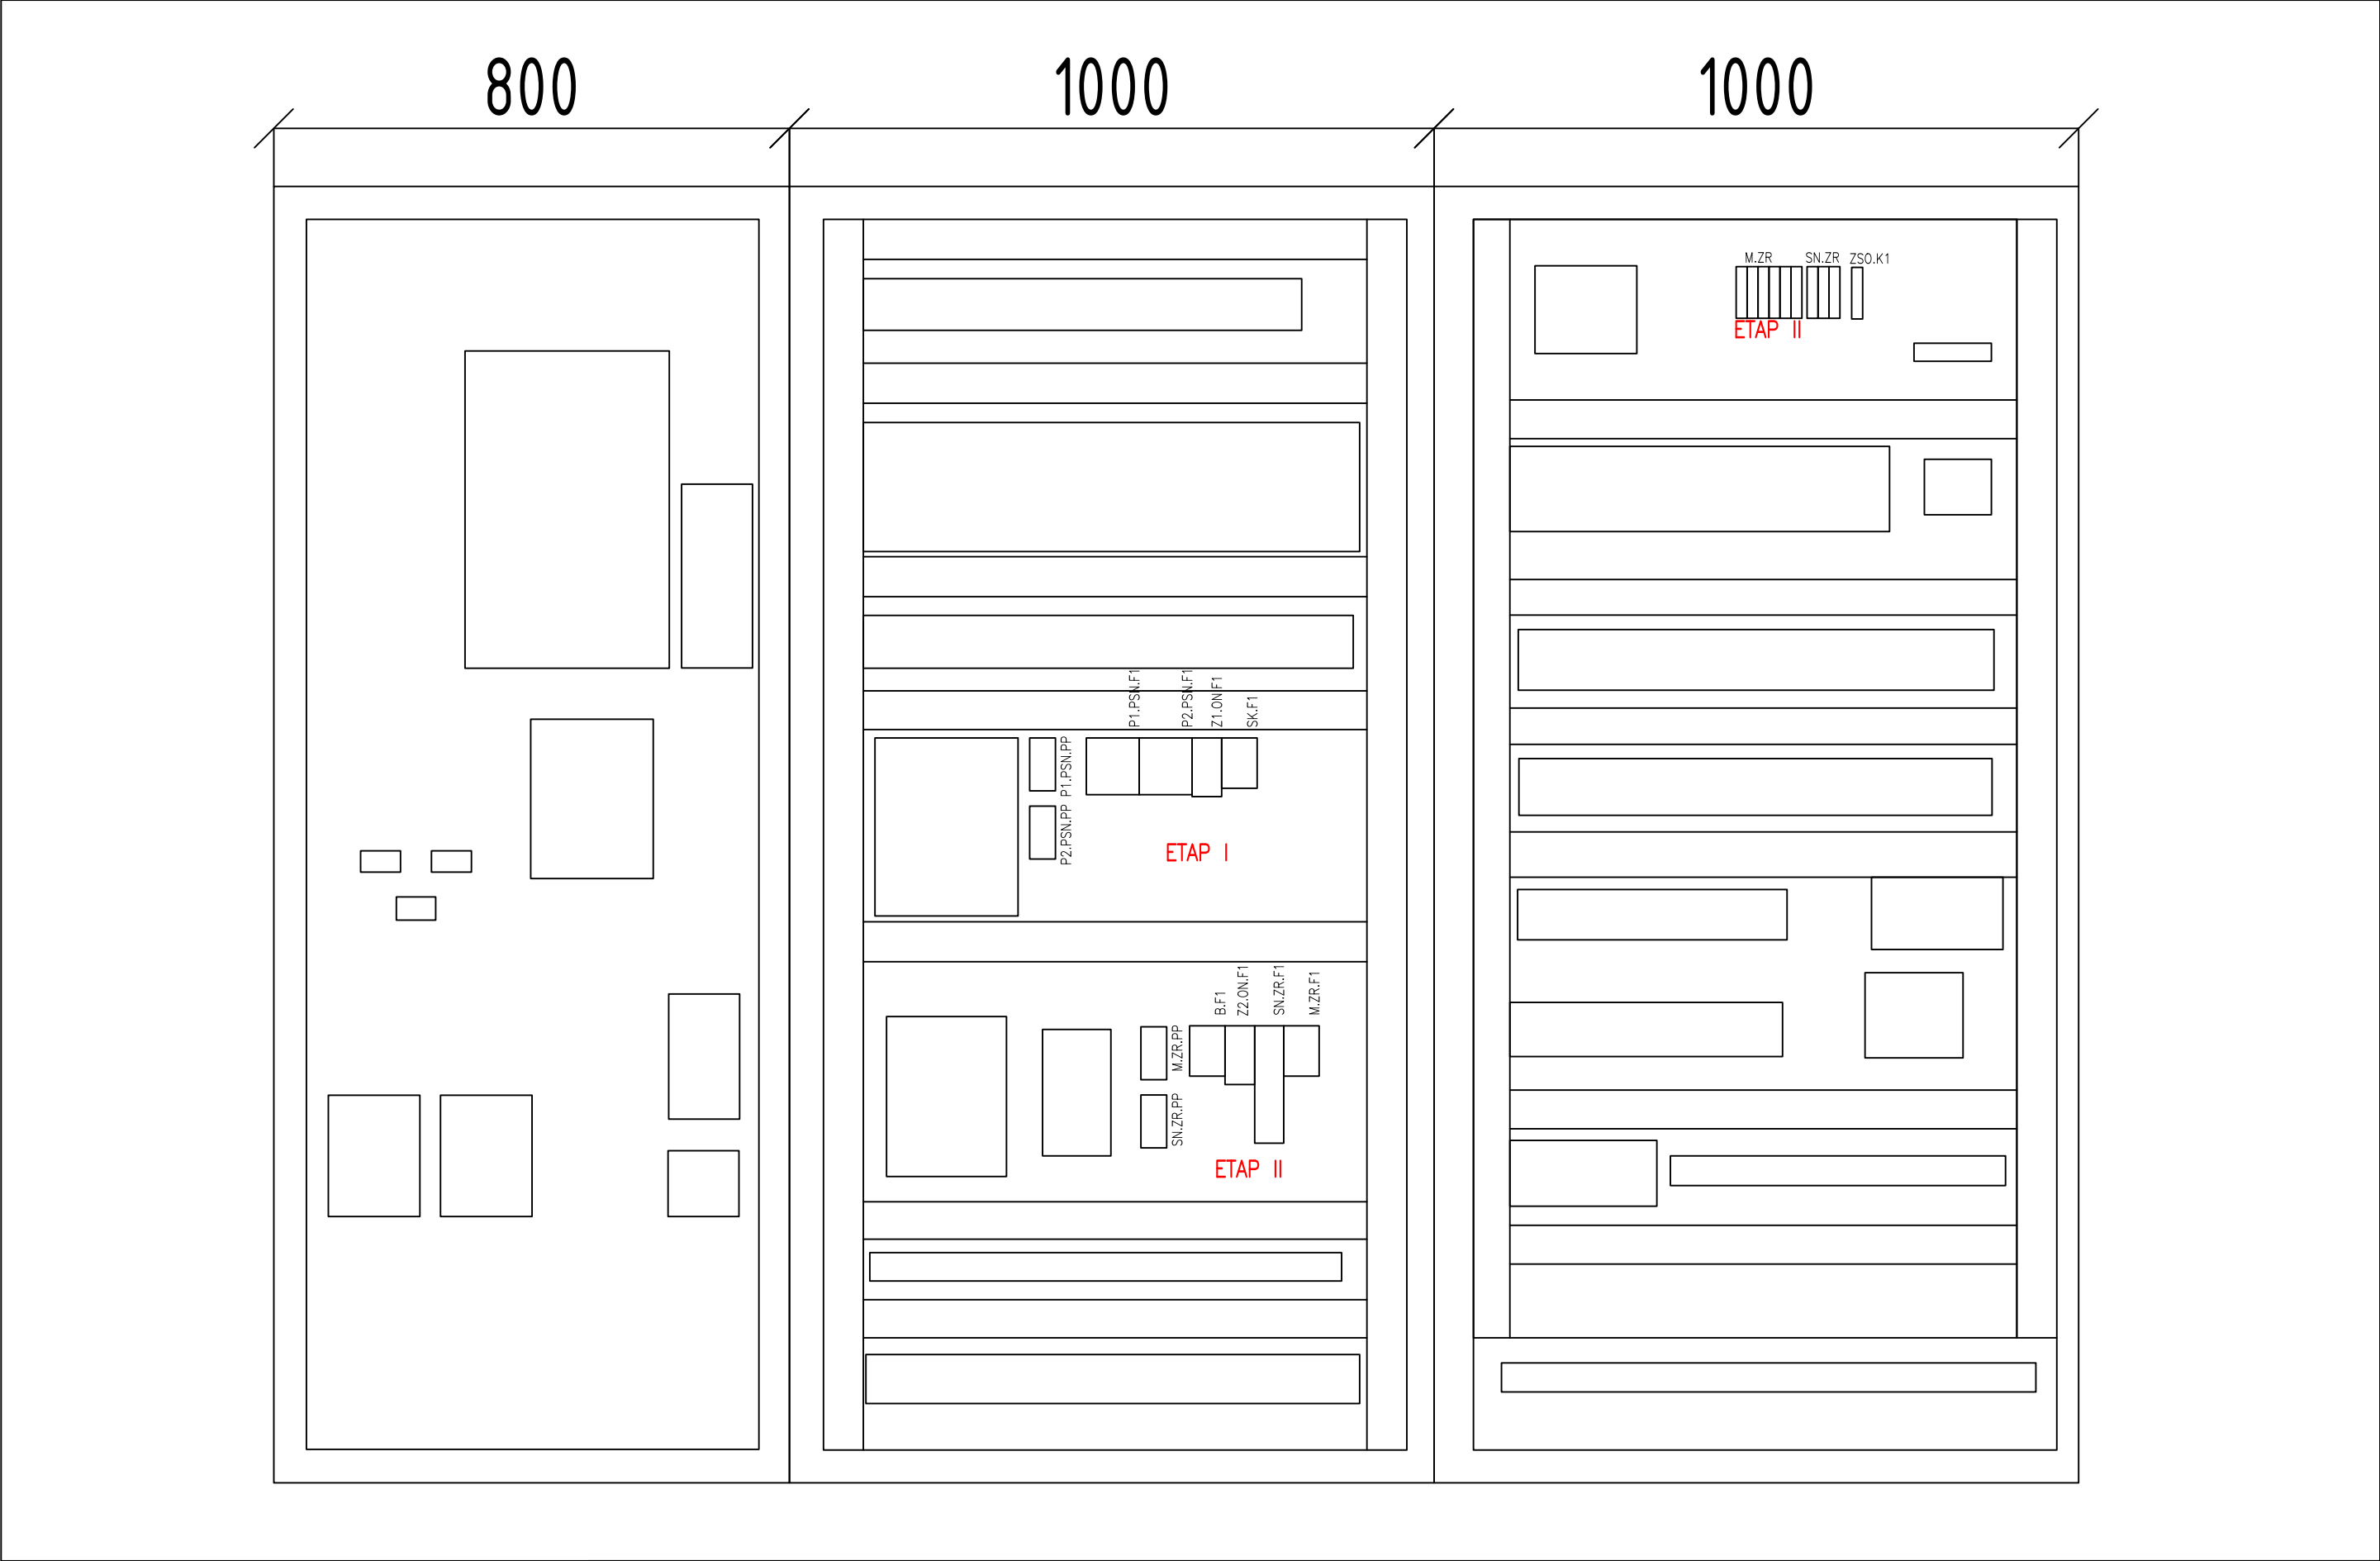 800
1000
1000
M.ZR
SN.ZR
ZSO.K1
ETAP II
P1.PSN.F1
P2.PSN.F1
Z1.ON.F1
SK.F1
P1.PSN.PP
P2.PSN.PP
ETAP I
B.F1
Z2.ON.F1
SN.ZR.F1
M.ZR.F1
M.ZR.PP
SN.ZR.PP
ETAP II